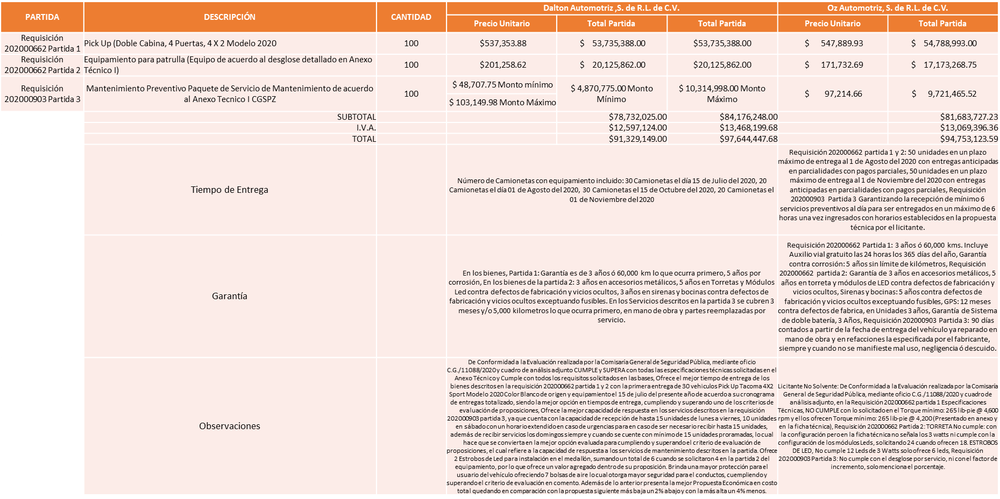 PARTIDA
DESCRIPCIÓN
CANTIDAD
Dalton Automotriz ,S. de R.L. de C.V.
Oz Automotriz, S. de R.L. de C.V.
Precio Unitario
Total Partida
Total Partida
Precio Unitario
Total Partida
Requisición
202000662 Partida 1
Pick Up (Doble Cabina, 4 Puertas, 4 X 2 Modelo 2020
100
$537,353.88
$ 53,735,388.00
$53,735,388.00
$ 547,889.93
$ 54,788,993.00
Requisición
202000662 Partida 2
Equipamiento para patrulla (Equipo de acuerdo al desglose detallado en Anexo
Técnico I)
100
$201,258.62
$ 20,125,862.00
$20,125,862.00
$ 171,732.69
$ 17,173,268.75
Requisición
202000903 Partida 3
Mantenimiento Preventivo Paquete de Servicio de Mantenimiento de acuerdo
al Anexo Tecnico I CGSPZ
100
$ 48,707.75 Monto mínimo
$ 103,149.98 Monto Máximo
$ 4,870,775.00 Monto
Mínimo
$ 10,314,998.00 Monto
Máximo
$ 97,214.66
$ 9,721,465.52
SUBTOTAL
$78,732,025.00
$84,176,248.00
$81,683,727.23
I.V.A.
$12,597,124.00
$13,468,199.68
$13,069,396.36
TOTAL
$91,329,149.00
$97,644,447.68
$94,753,123.59
Tiempo de Entrega
Número de Camionetas con equipamiento incluido: 30 Camionetas el día 15 de Julio del 2020, 20
Camionetas el día 01 de Agosto del 2020, 30 Camionetas el 15 de Octubre del 2020, 20 Camionetas el
01 de Noviembre del 2020
Requisición 202000662 partida 1 y 2: 50 unidades en un plazo
máximo de entrega al 1 de Agosto del 2020 con entregas anticipadas
en parcialidades con pagos parciales, 50 unidades en un plazo
máximo de entrega al 1 de Noviembre del 2020 con entregas
anticipadas en parcialidades con pagos parciales, Requisición
202000903 Partida 3 Garantizando la recepción de mínimo 6
servicios preventivos al día para ser entregados en un máximo de 6
horas una vez ingresados con horarios establecidos en la propuesta
técnica por el licitante.
Garantía
En los bienes, Partida 1: Garantía es de 3 años ó 60,000 km lo que ocurra primero, 5 años por
corrosión, En los bienes de la partida 2: 3 años en accesorios metálicos, 5 años en Torretas y Módulos
Led contra defectos de fabricación y vicios ocultos, 3 años en sirenas y bocinas contra defectos de
fabricación y vicios ocultos exceptuando fusibles. En los Servicios descritos en la partida 3 se cubren 3
meses y/o 5,000 kilometros lo que ocurra primero, en mano de obra y partes reemplazadas por
servicio.
Requisición 202000662 Partida 1: 3 años ó 60,000 kms. Incluye
Auxilio vial gratuito las 24 horas los 365 días del año, Garantía
contra corrosión: 5 años sin límite de kilómetros, Requisición
202000662 partida 2: Garantía de 3 años en accesorios metálicos, 5
años en torreta y módulos de LED contra defectos de fabricación y
vicios ocultos, Sirenas y bocinas: 5 años contra defectos de
fabricación y vicios ocultos exceptuando fusibles, GPS: 12 meses
contra defectos de fabrica, en Unidades 3 años, Garantía de Sistema
de doble batería, 3 Años, Requisición 202000903 Partida 3: 90 días
contados a partir de la fecha de entrega del vehículo ya reparado en
mano de obra y en refacciones la especificada por el fabricante,
siempre y cuando no se manifieste mal uso, negligencia ó descuido.
Observaciones
De Conformidad a la Evaluación realizada por la Comisaría General de Seguridad Pública, mediante oficio
C.G./11088/2020 y cuadro de análisis adjunto CUMPLE y SUPERA con todas las especificaciones técnicas solicitadas en el
Anexo Técnico y Cumple con todos los requisitos solicitados en las bases, Ofrece el mejor tiempo de entrega de los
bienes descritos en la requisición 202000662 partida 1 y 2 con la primera entrega de 30 vehiculos Pick Up Tacoma 4X2
Sport Modelo 2020 Color Blanco de origen y equipamiento el 15 de julio del presente año de acuerdo a su cronograma
de entregas totalizado, siendo la mejor opción en tiempos de entrega, cumpliendo y superando uno de los criterios de
evaluación de proposiciones, Ofrece la mejor capacidad de respuesta en los servicios descritos en la requisición
202000903 partida 3, ya que cuenta con la capacidad de recepción de hasta 15 unidades de lunes a viernes, 10 unidades
en sábado con un horario extendido en caso de urgencias para en caso de ser necesario recibir hasta 15 unidades,
además de recibir servicios los domingos siempre y cuando se cuente con mínimo de 15 unidades proramadas, lo cual
hace que se convierta en la mejor opción evaluada para cumpliendo y superando el criterio de evaluación de
proposiciones, el cual refiere a la capacidad de respuesta a los servicios de mantenimiento descritos en la partida. Ofrece
2 Estrobos de Led para instalación en el medallón, sumando un total de 6 cuando se solicitaron 4 en la partida 2 del
equipamiento, por lo que ofrece un valor agregado dentro de su proposición. Brinda una mayor protección para el
usuario del vehículo ofreciendo 7 bolsas de aire lo cual otorga mayor seguridad para el conductos, cuempliendo y
superando el criterio de evaluación en comento. Además de lo anterior presenta la mejor Propuesta Económica en costo
total quedando en comparación con la propuesta siguiente más baja un 2% abajo y con la más alta un 4% menos.
Licitante No Solvente: De Conformidad a la Evaluación realizada por la Comisaría
General de Seguridad Pública, mediante oficio C.G./11088/2020 y cuadro de
análisis adjunto, en la Requisición 202000662 partida 1 Especificaciones
Técnicas, NO CUMPLE con lo solicitado en el Torque mínimo: 265 lib-pie @ 4,600
rpm y ellos ofrecen Torque mínimo: 265 lib-pie @ 4,200 (Presentado en anexo y
en la ficha técnica), Requisición 202000662 Partida 2: TORRETA No cumple: con
la configuración pero en la ficha técnica no señala los 3 watts ni cumple con la
configuración de los módulos Leds, solicitando 24 cuando ofrecen 18. ESTROBOS
DE LED, No cumple 12 Leds de 3 Watts solo ofrece 6 leds, Requisición
202000903 Partida 3: No cumple con el desglose por servicio, ni con el factor de
incremento, solo menciona el porcentaje.